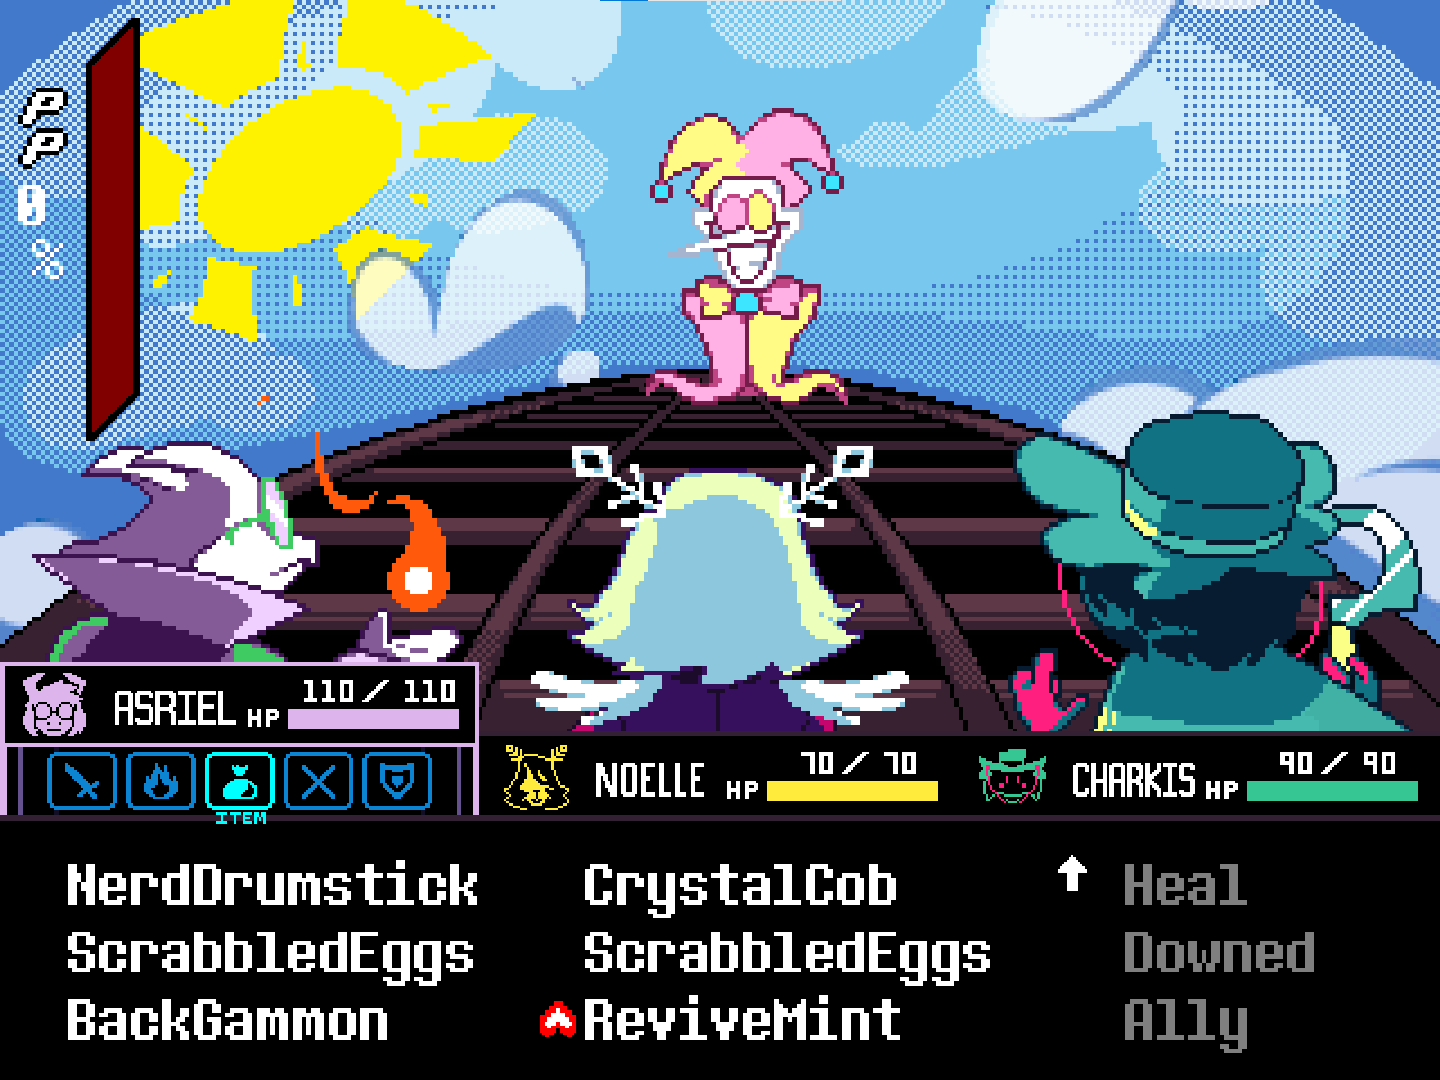 PP
0
%
ASRIEL HP 110 / 110
ITEM
NOELLE HP 70 / 70
CHARKIS HP 90 / 90
NerdDrumstick CrystalCob Heal
ScrabbledEggs ScrabbledEggs Downed
BackGammon ReviveMint Ally